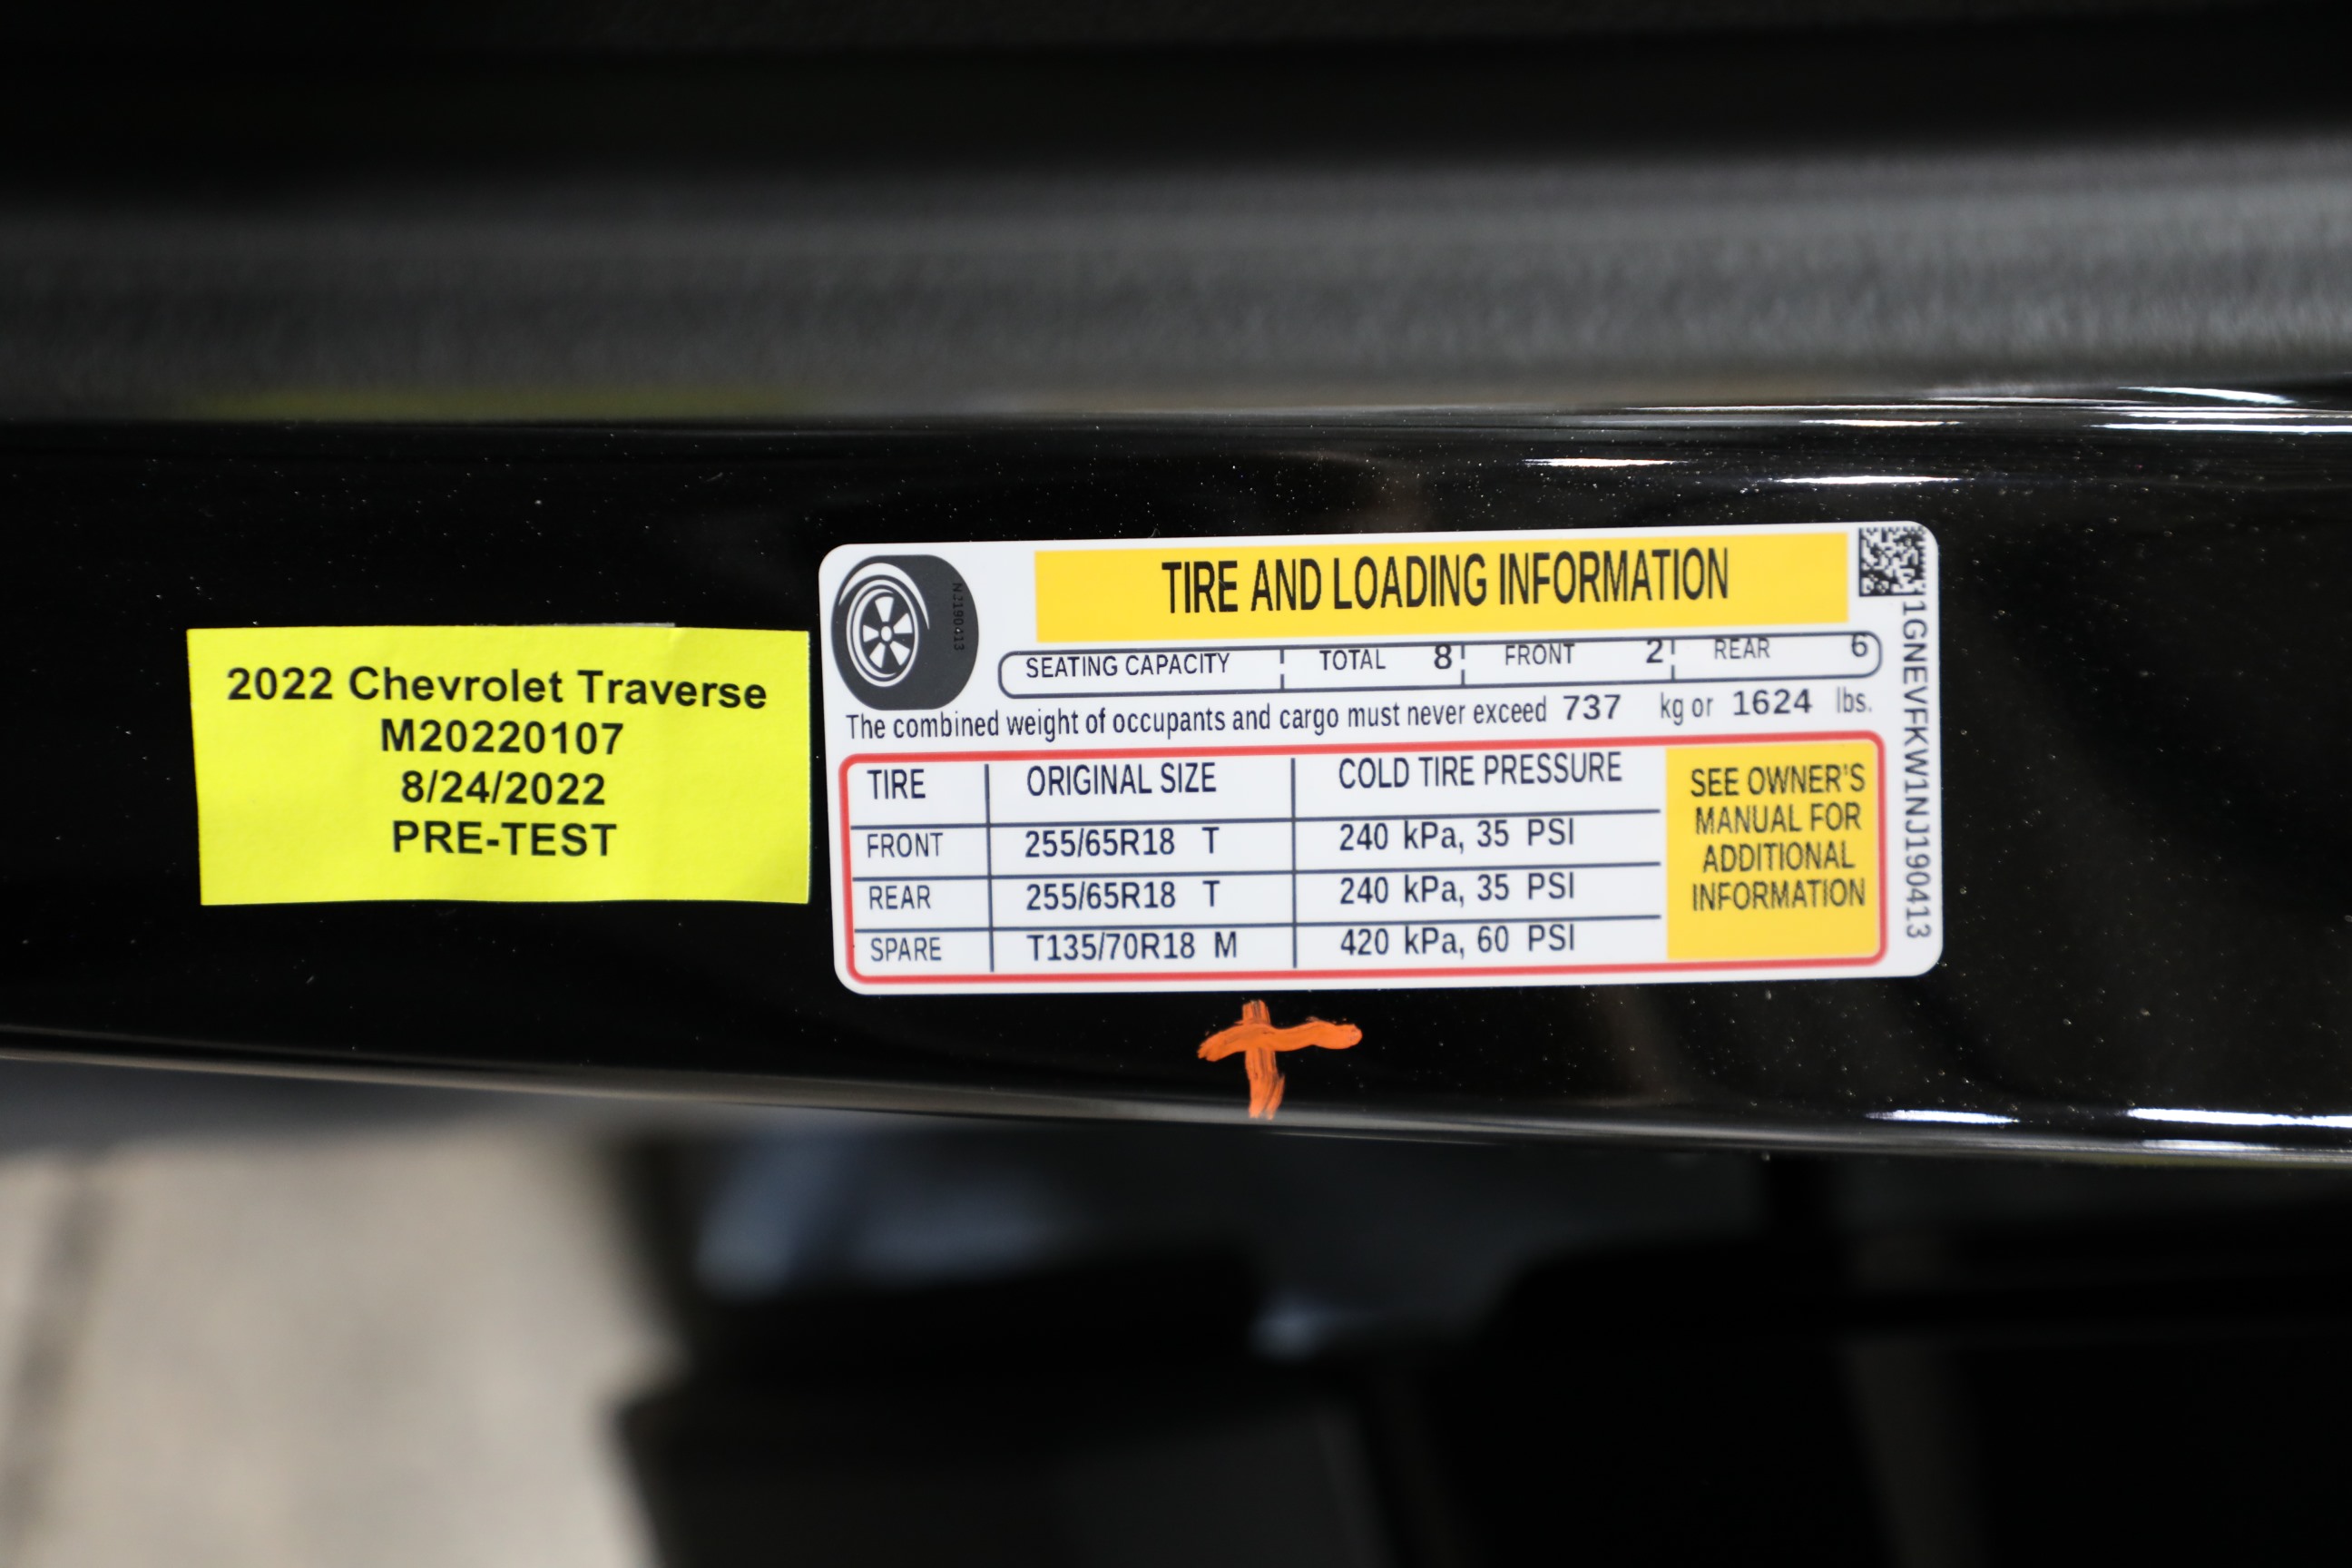 2022 Chevrolet Traverse
M20220107
8/24/2022
PRE-TEST
NJ190413
TIRE AND LOADING INFORMATION
SEATING CAPACITY TOTAL 8 FRONT 2 REAR 6
The combined weight of occupants and cargo must never exceed 737 kg or 1624 lbs.
TIRE ORIGINAL SIZE COLD TIRE PRESSURE
FRONT 255/65R18 T 240 kPa, 35 PSI
REAR 255/65R18 T 240 kPa, 35 PSI
SPARE T135/70R18 M 420 kPa, 60 PSI
SEE OWNER'S
MANUAL FOR
ADDITIONAL
INFORMATION
1GNEVFKW1NJ190413